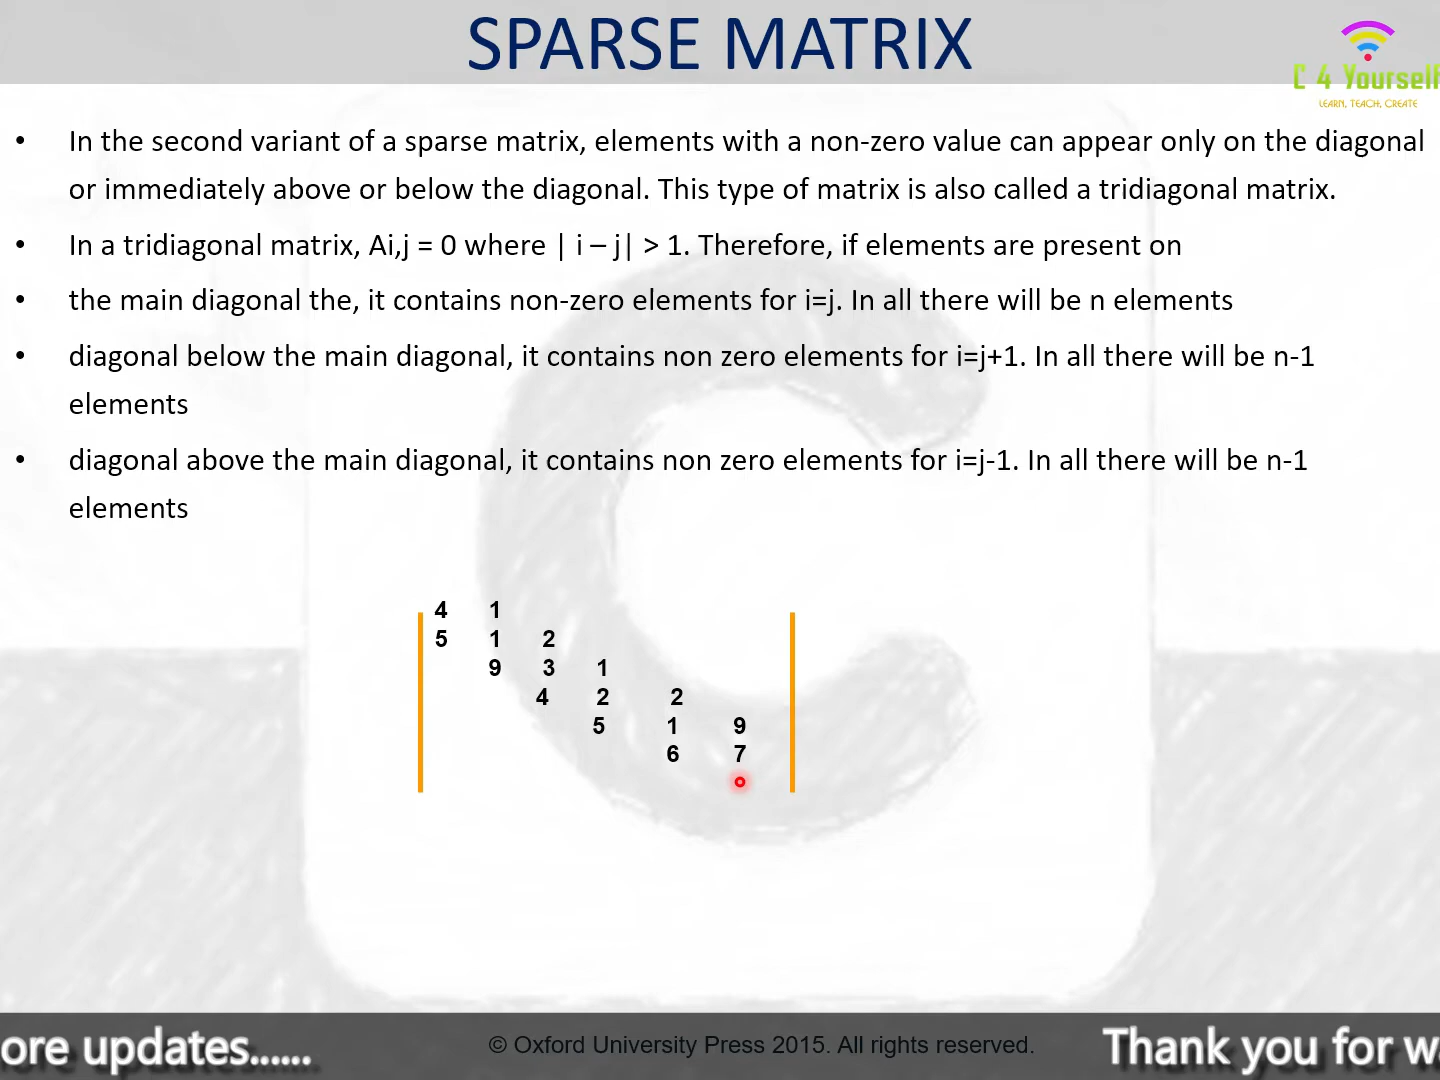 SPARSE MATRIX
C 4 Yourself
LEARN, TEACH, CREATE
• In the second variant of a sparse matrix, elements with a non-zero value can appear only on the diagonal
or immediately above or below the diagonal. This type of matrix is also called a tridiagonal matrix.
• In a tridiagonal matrix, Ai,j = 0 where | i – j| > 1. Therefore, if elements are present on
• the main diagonal the, it contains non-zero elements for i=j. In all there will be n elements
• diagonal below the main diagonal, it contains non zero elements for i=j+1. In all there will be n-1
elements
• diagonal above the main diagonal, it contains non zero elements for i=j-1. In all there will be n-1
elements
4 1
5 1 2
9 3 1
4 2 2
5 1 9
6 7
ore updates...... © Oxford University Press 2015. All rights reserved. Thank you for w